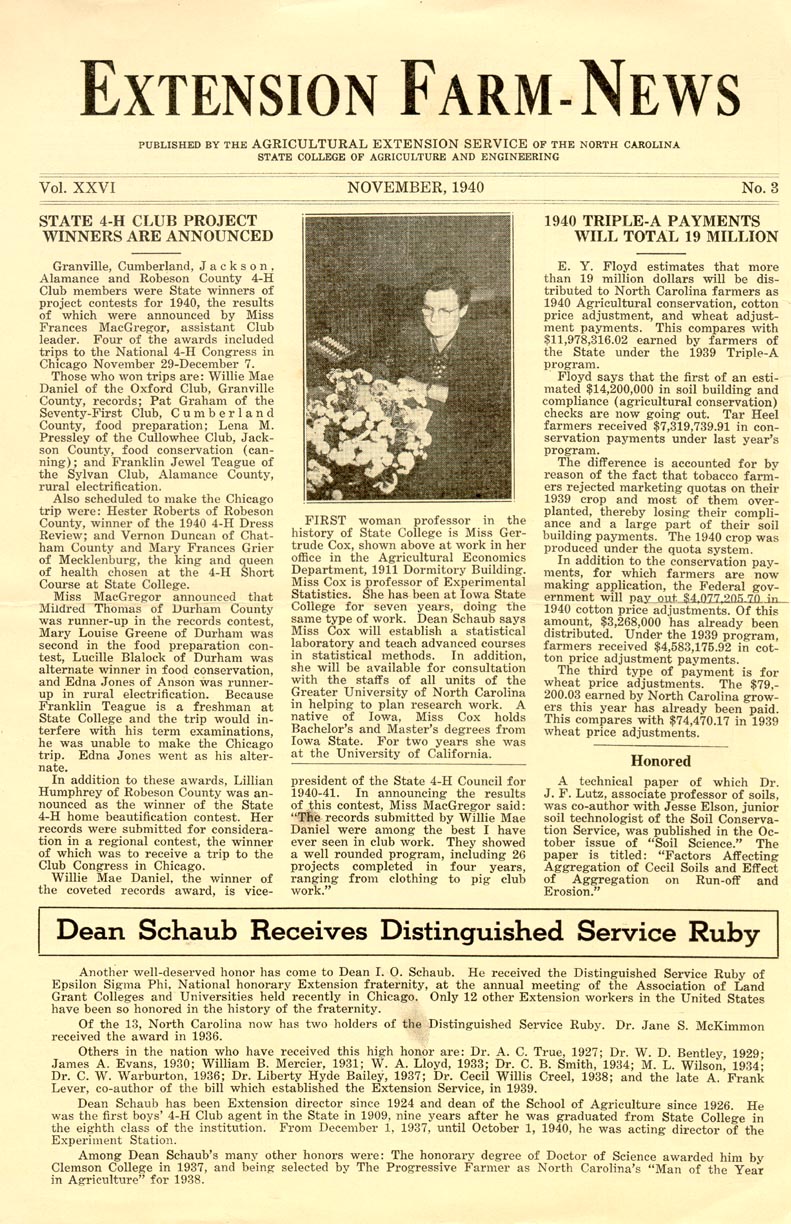 EXTENSION FARM-NEWS
PUBLISHED BY THE AGRICULTURAL EXTENSION SERVICE OF THE NORTH CAROLINA
STATE COLLEGE OF AGRICULTURE AND ENGINEERING
Vol. XXVI NOVEMBER, 1940 No. 3
STATE 4-H CLUB PROJECT
WINNERS ARE ANNOUNCED
Granville, Cumberland, Jackson,
Alamance and Robeson County 4-H
Club members were State winners of
project contests for 1940, the results
of which were announced by Miss
Frances MacGregor, assistant Club
leader. Four of the awards included
trips to the National 4-H Congress in
Chicago November 29-December 7.
Those who won trips are: Willie Mae
Daniel of the Oxford Club, Granville
County, records; Pat Graham of the
Seventy-First Club, Cumberland
County, food preparation; Lena M.
Pressley of the Cullowhee Club, Jack-
son County, food conservation (can-
ning); and Franklin Jewel Teague of
the Sylvan Club, Alamance County,
rural electrification.
Also scheduled to make the Chicago
trip were: Hester Roberts of Robeson
County, winner of the 1940 4-H Dress
Review; and Vernon Duncan of Chat-
ham County and Mary Frances Grier
of Mecklenburg, the king and queen
of health chosen at the 4-H Short
Course at State College.
Miss MacGregor announced that
Mildred Thomas of Durham County
was runner-up in the records contest,
Mary Louise Greene of Durham was
second in the food preparation con-
test, Lucille Blalock of Durham was
alternate winner in food conservation,
and Edna Jones of Anson was runner-
up in rural electrification. Because
Franklin Teague is a freshman at
State College and the trip would in-
terfere with his term examinations,
he was unable to make the Chicago
trip. Edna Jones went as his alter-
nate.
In addition to these awards, Lillian
Humphrey of Robeson County was an-
nounced as the winner of the State
4-H home beautification contest. Her
records were submitted for considera-
tion in a regional contest, the winner
of which was to receive a trip to the
Club Congress in Chicago.
Willie Mae Daniel, the winner of
the coveted records award, is vice-
FIRST woman professor in the
history of State College is Miss Ger-
trude Cox, shown above at work in her
office in the Agricultural Economics
Department, 1911 Dormitory Building.
Miss Cox is professor of Experimental
Statistics. She has been at Iowa State
College for seven years, doing the
same type of work. Dean Schaub says
Miss Cox will establish a statistical
laboratory and teach advanced courses
in statistical methods. In addition,
she will be available for consultation
with the staffs of all units of the
Greater University of North Carolina
in helping to plan research work. A
native of Iowa, Miss Cox holds
Bachelor's and Master's degrees from
Iowa State. For two years she was
at the University of California.
president of the State 4-H Council for
1940-41. In announcing the results
of this contest, Miss MacGregor said:
"The records submitted by Willie Mae
Daniel were among the best I have
ever seen in club work. They showed
a well rounded program, including 26
projects completed in four years,
ranging from clothing to pig club
work."
1940 TRIPLE-A PAYMENTS
WILL TOTAL 19 MILLION
E. Y. Floyd estimates that more
than 19 million dollars will be dis-
tributed to North Carolina farmers as
1940 Agricultural conservation, cotton
price adjustment, and wheat adjust-
ment payments. This compares with
$11,978,316.02 earned by farmers of
the State under the 1939 Triple-A
program.
Floyd says that the first of an esti-
mated $14,200,000 in soil building and
compliance (agricultural conservation)
checks are now going out. Tar Heel
farmers received $7,319,739.91 in con-
servation payments under last year's
program.
The difference is accounted for by
reason of the fact that tobacco farm-
ers rejected marketing quotas on their
1939 crop and most of them over-
planted, thereby losing their compli-
ance and a large part of their soil
building payments. The 1940 crop was
produced under the quota system.
In addition to the conservation pay-
ments, for which farmers are now
making application, the Federal gov-
ernment will pay out $4,077,205.70 in
1940 cotton price adjustments. Of this
amount, $3,268,000 has already been
distributed. Under the 1939 program,
farmers received $4,583,175.92 in cot-
ton price adjustment payments.
The third type of payment is for
wheat price adjustments. The $79,-
200.03 earned by North Carolina grow-
ers this year has already been paid.
This compares with $74,470.17 in 1939
wheat price adjustments.
Honored
A technical paper of which Dr.
J. F. Lutz, associate professor of soils,
was co-author with Jesse Elson, junior
soil technologist of the Soil Conserva-
tion Service, was published in the Oc-
tober issue of "Soil Science." The
paper is titled: "Factors Affecting
Aggregation of Cecil Soils and Effect
of Aggregation on Run-off and
Erosion."
Dean Schaub Receives Distinguished Service Ruby
Another well-deserved honor has come to Dean I. O. Schaub. He received the Distinguished Service Ruby of
Epsilon Sigma Phi, National honorary Extension fraternity, at the annual meeting of the Association of Land
Grant Colleges and Universities held recently in Chicago. Only 12 other Extension workers in the United States
have been so honored in the history of the fraternity.
Of the 13, North Carolina now has two holders of the Distinguished Service Ruby. Dr. Jane S. McKimmon
received the award in 1936.
Others in the nation who have received this high honor are: Dr. A. C. True, 1927; Dr. W. D. Bentley, 1929;
James A. Evans, 1930; William B. Mercier, 1931; W. A. Lloyd, 1933; Dr. C. B. Smith, 1934; M. L. Wilson, 1934;
Dr. C. W. Warburton, 1936; Dr. Liberty Hyde Bailey, 1937; Dr. Cecil Willis Creel, 1938; and the late A. Frank
Lever, co-author of the bill which established the Extension Service, in 1939.
Dean Schaub has been Extension director since 1924 and dean of the School of Agriculture since 1926. He
was the first boys' 4-H Club agent in the State in 1909, nine years after he was graduated from State College in
the eighth class of the institution. From December 1, 1937, until October 1, 1940, he was acting director of the
Experiment Station.
Among Dean Schaub's many other honors were: The honorary degree of Doctor of Science awarded him by
Clemson College in 1937, and being selected by The Progressive Farmer as North Carolina's "Man of the Year
in Agriculture" for 1938.